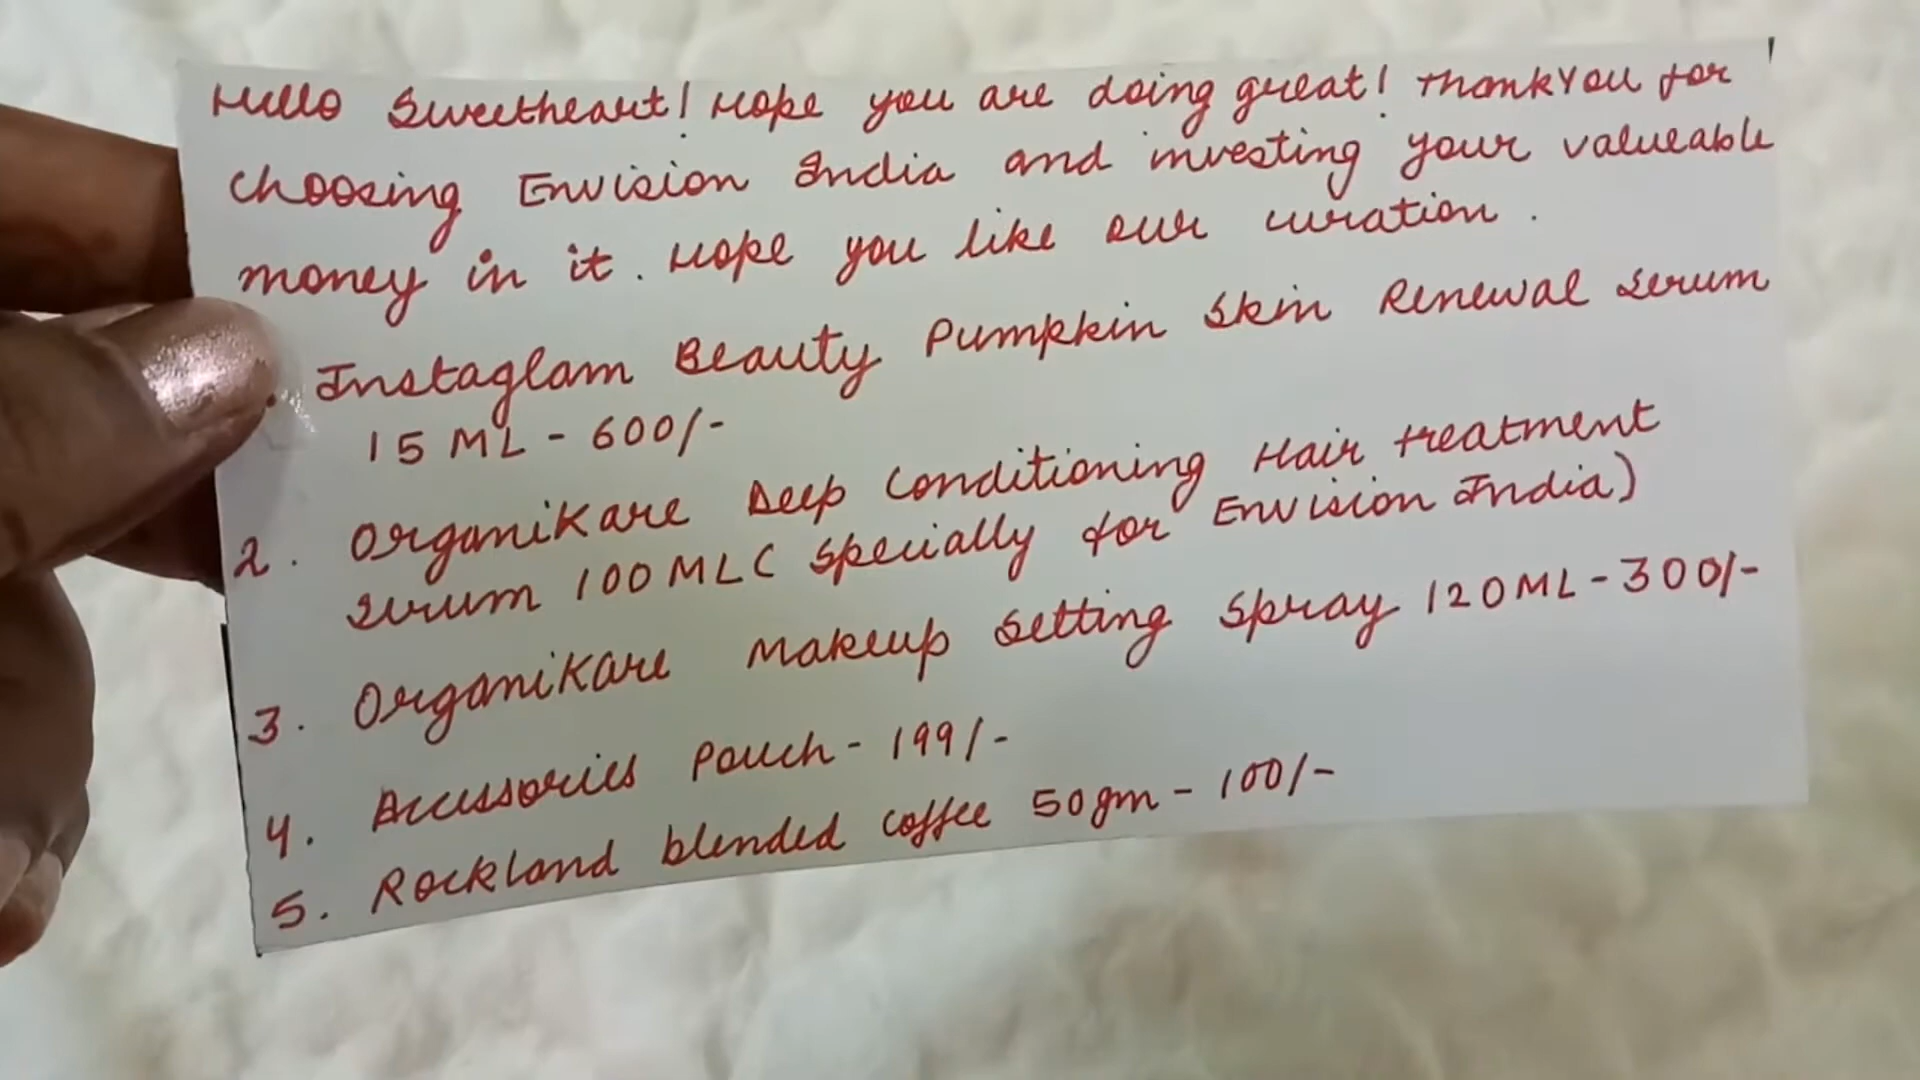 Hello Sweetheart! Hope you are doing great! ThankYou for
choosing Envision India and investing your valueable
money in it. Hope you like our curation.
. Instaglam Beauty Pumpkin Skin Renewal Serum
15 ML - 600/-
2. OrganiKare Deep Conditioning Hair treatment
serum 100 ML ( specially for Envision India)
3. OrganiKare Makeup Setting Spray 120ML - 300/-
4. Accessories Pouch - 199/-
5. Rockland blended coffee 50gm - 100/-